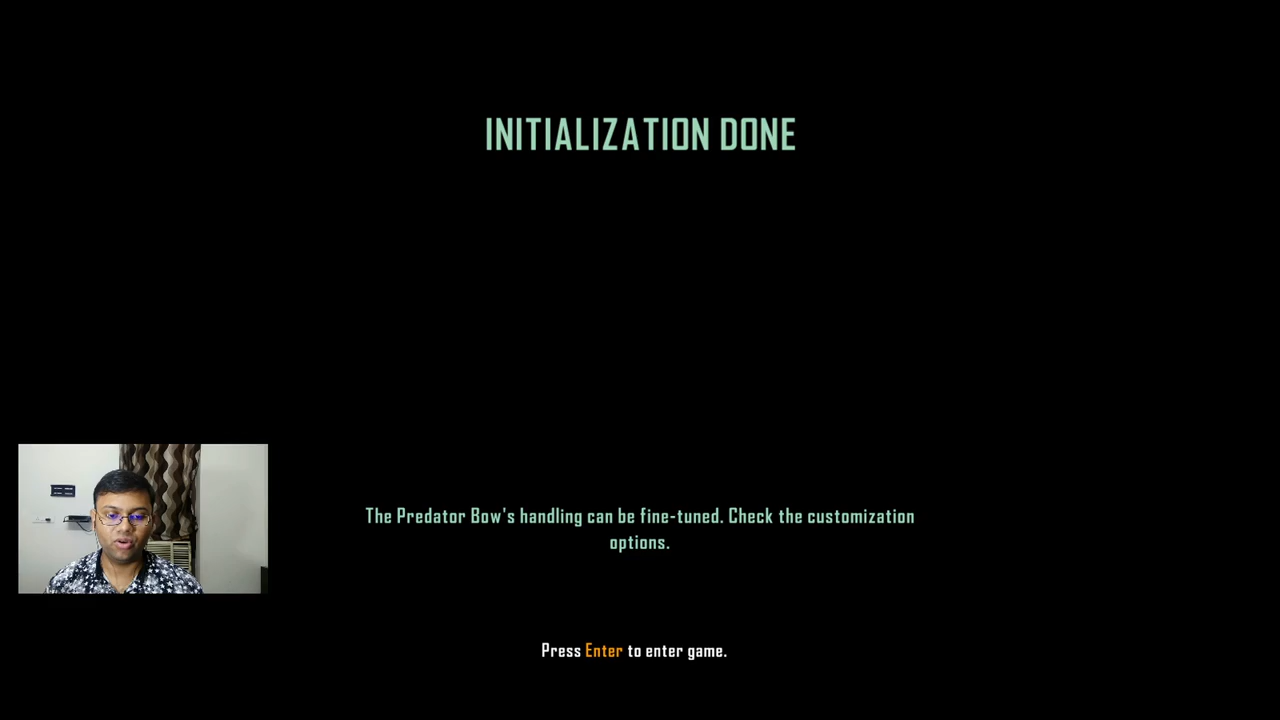 INITIALIZATION DONE
The Predator Bow's handling can be fine-tuned. Check the customization
options.
Press Enter to enter game.